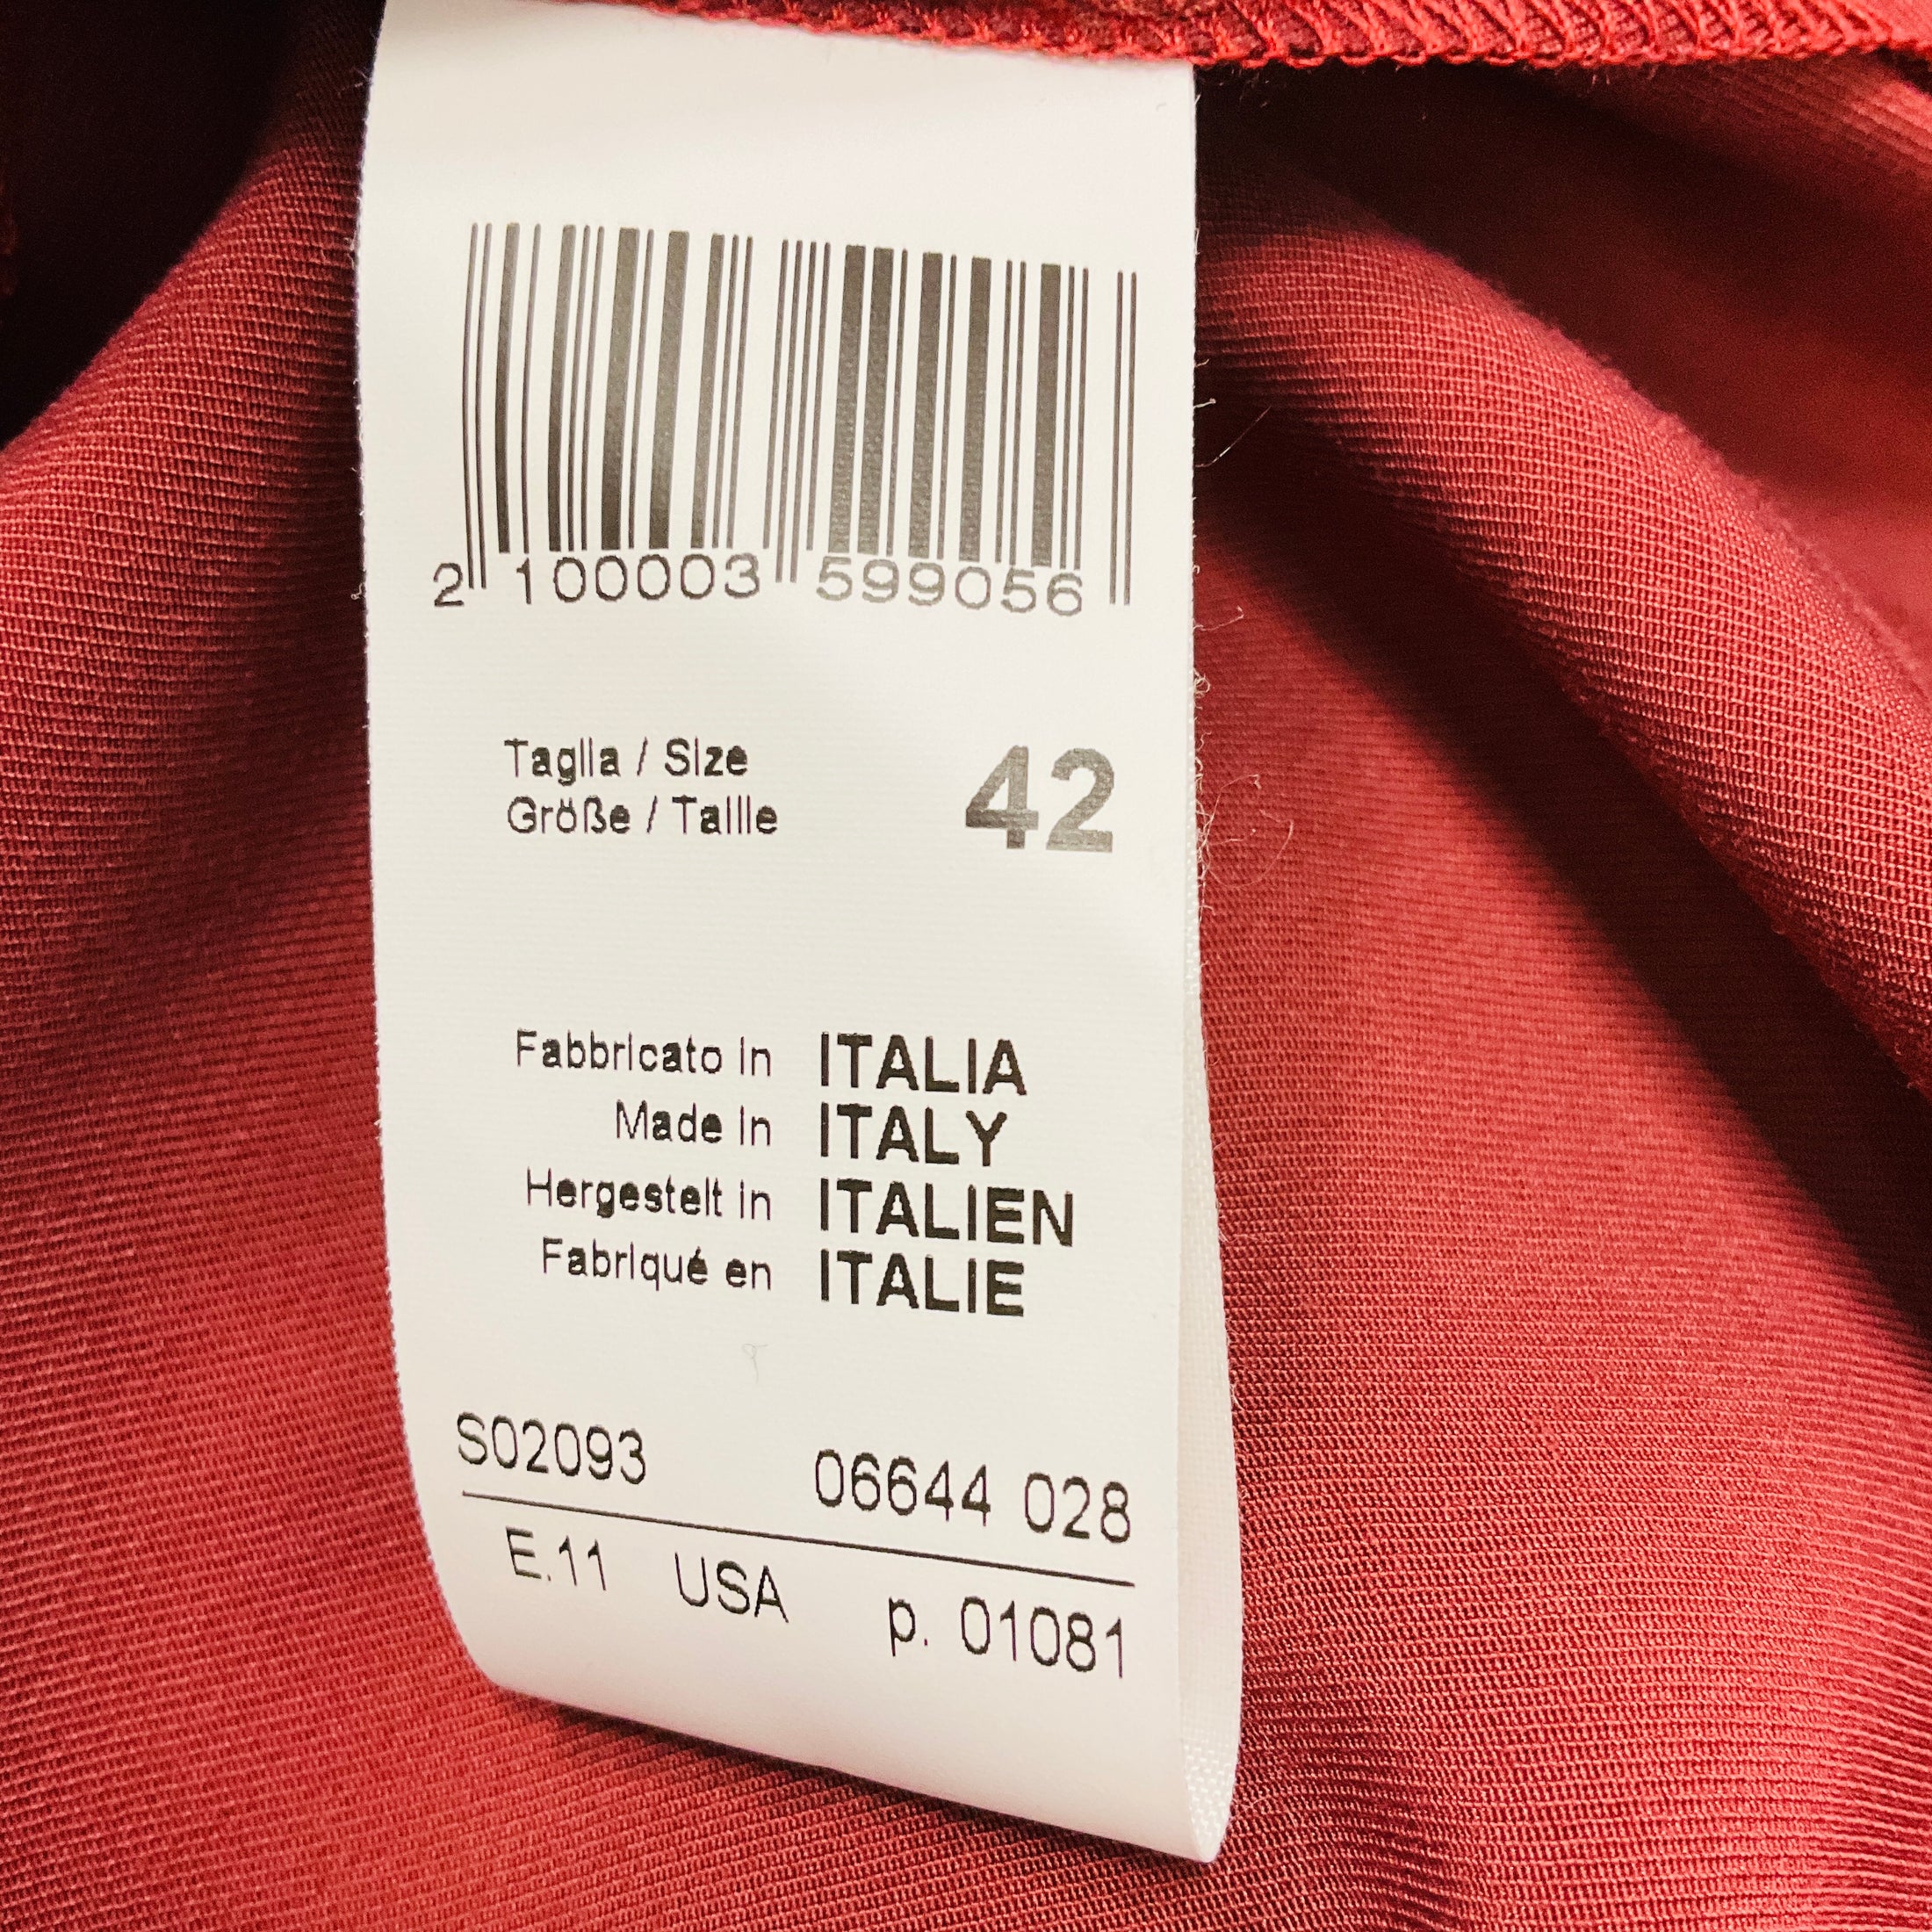 2 100003 599056
Taglia / Size 42
Größe / Taille
Fabbricato in ITALIA
Made in ITALY
Hergestelt in ITALIEN
Fabriqué en ITALIE
S02093 06644 028
E.11 USA p. 01081